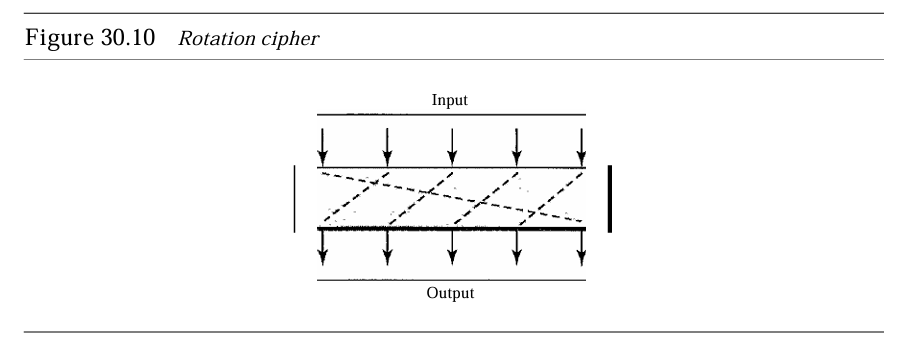 Figure 30.10 Rotation cipher
Input
Output